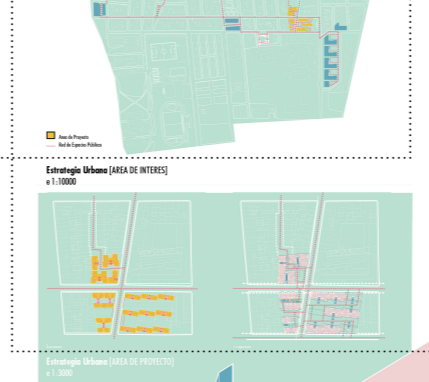 Area de Proyecto
Red de Espacios Públicos
Estrategia Urbana [AREA DE INTERES]
e 1:10000
Estrategia Urbana [AREA DE PROYECTO]
e 1:3000